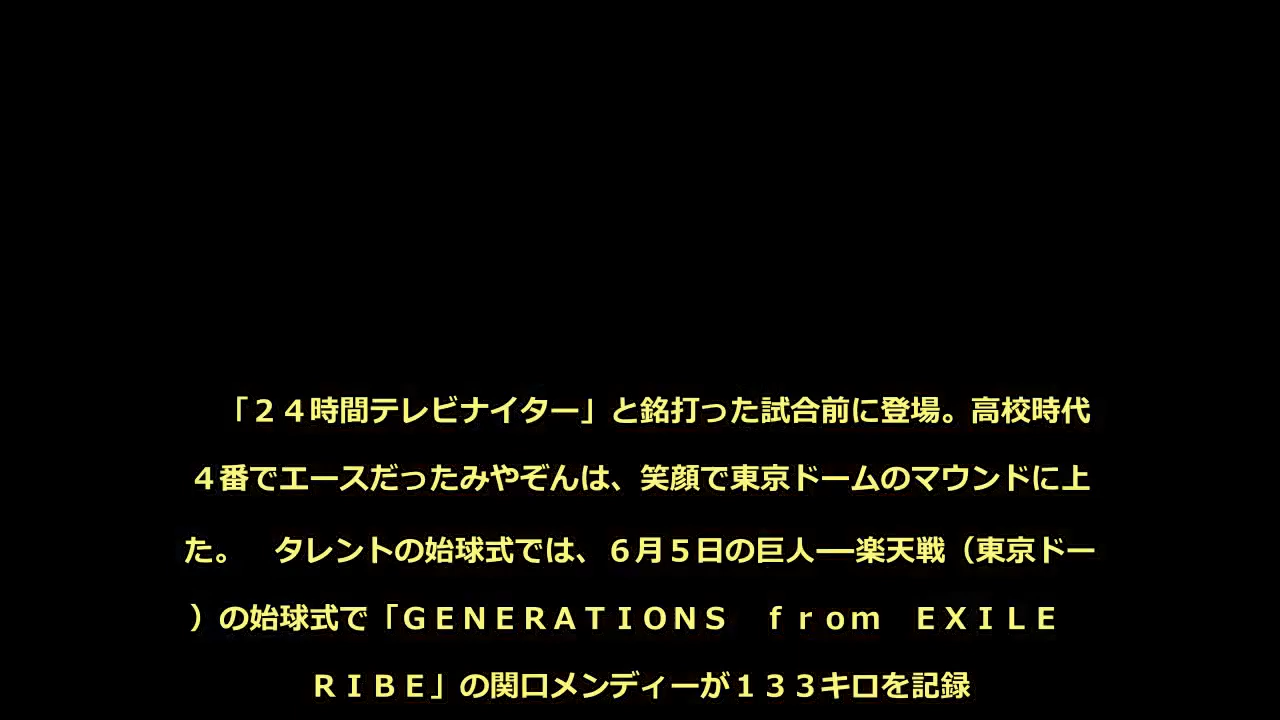 「２４時間テレビナイター」と銘打った試合前に登場。高校時代
４番でエースだったみやぞんは、笑顔で東京ドームのマウンドに上
た。　タレントの始球式では、６月５日の巨人―楽天戦（東京ドー
）の始球式で「ＧＥＮＥＲＡＴＩＯＮＳ　ｆｒｏｍ　ＥＸＩＬＥ
ＲＩＢＥ」の関口メンディーが１３３キロを記録